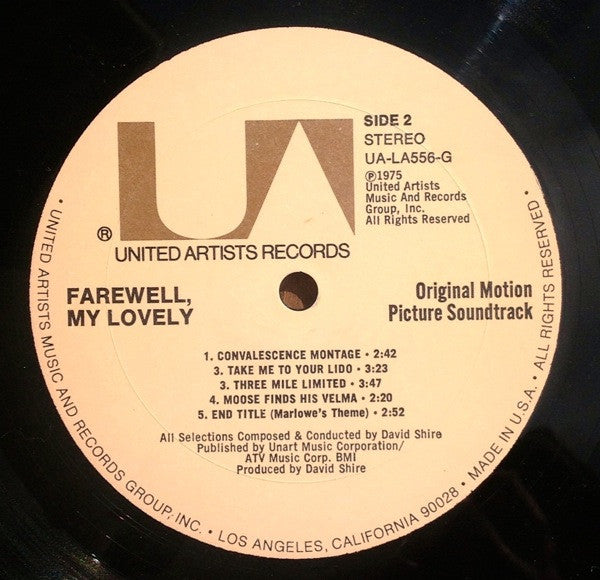 UA
®
UNITED ARTISTS RECORDS
SIDE 2
STEREO
UA-LA556-G
℗1975
United Artists
Music And Records
Group, Inc.
All Rights Reserved
FAREWELL,
MY LOVELY
Original Motion
Picture Soundtrack
1. CONVALESCENCE MONTAGE • 2:42
3. TAKE ME TO YOUR LIDO • 3:23
3. THREE MILE LIMITED • 3:47
4. MOOSE FINDS HIS VELMA • 2:20
5. END TITLE (Marlowe's Theme) • 2:52
All Selections Composed & Conducted by David Shire
Published by Unart Music Corporation/
ATV Music Corp. BMI
Produced by David Shire
• UNITED ARTISTS MUSIC AND RECORDS GROUP, INC. • LOS ANGELES, CALIFORNIA 90028 • MADE IN U.S.A. • ALL RIGHTS RESERVED •